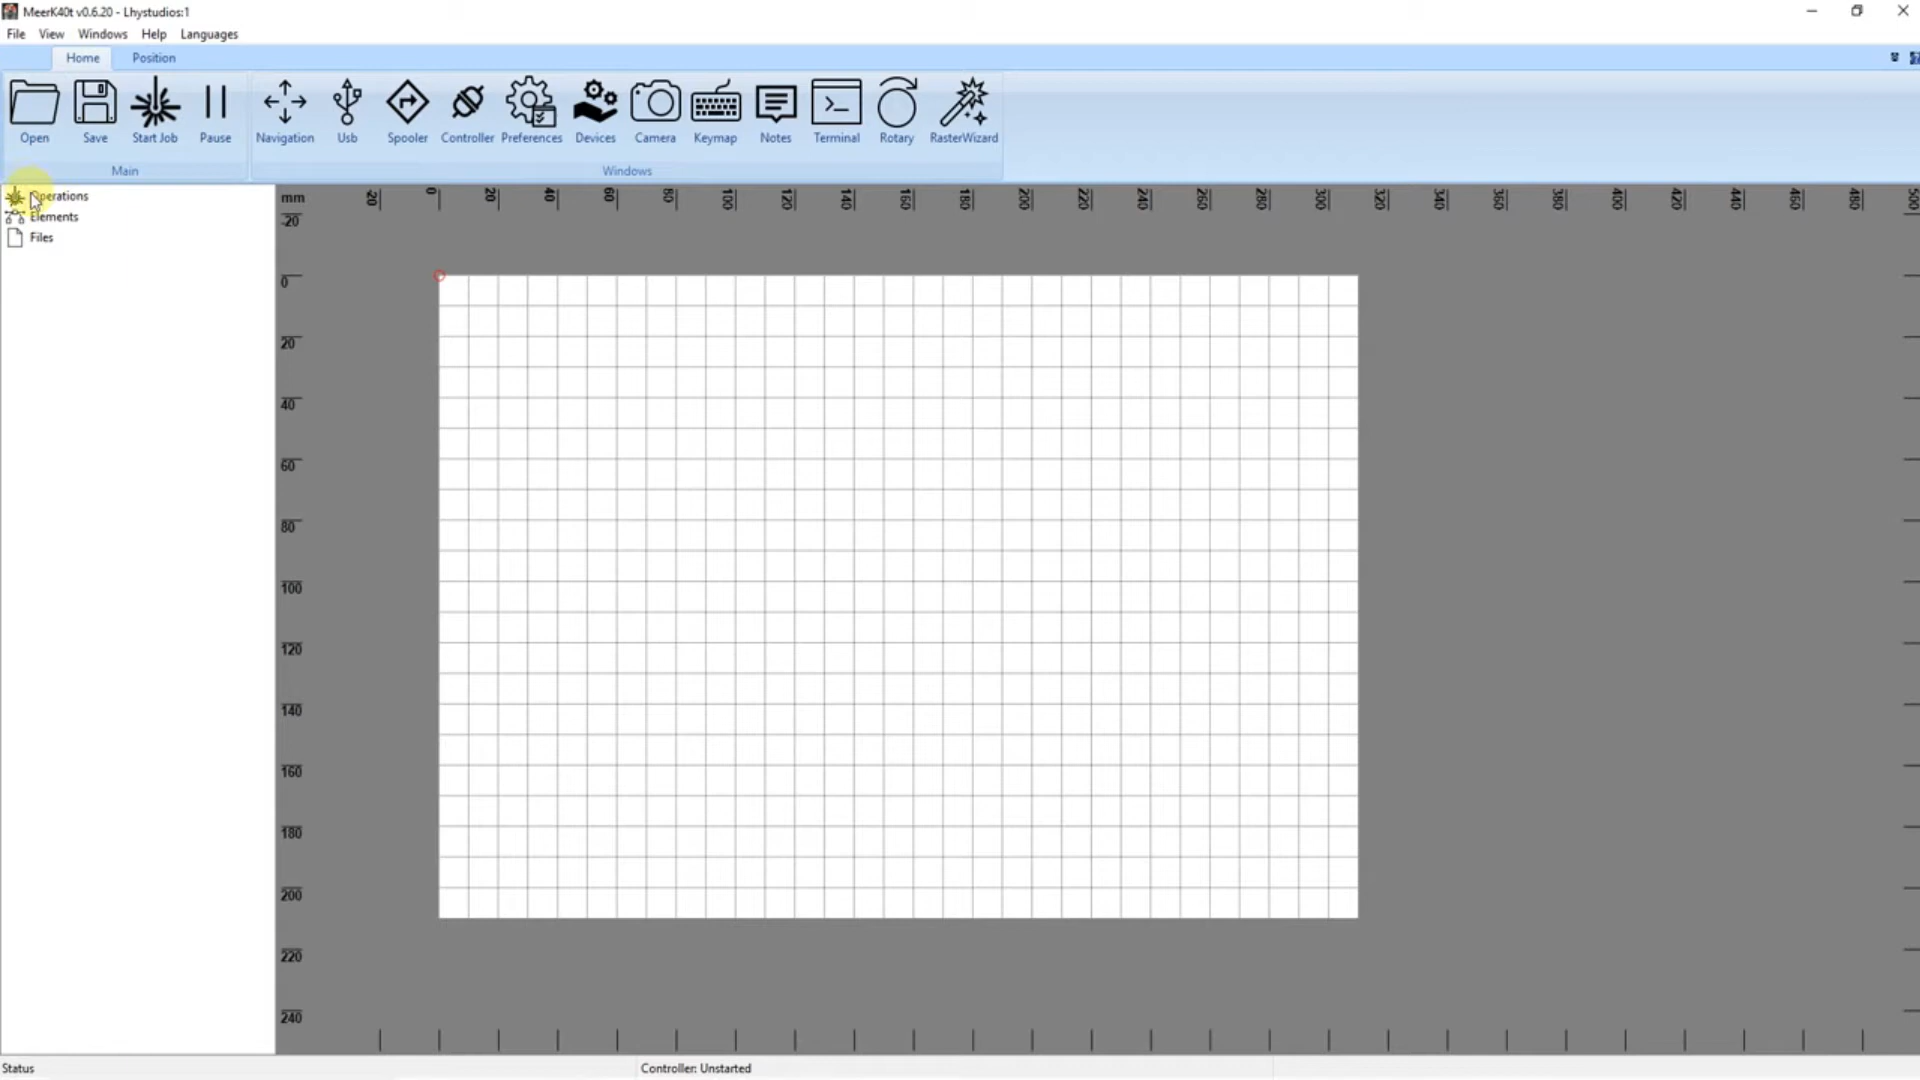 MeerK40t v0.6.20 - Lhystudios:1
File View Windows Help Languages
Home Position
Open Save Start Job Pause Navigation Usb Spooler Controller Preferences Devices Camera Keymap Notes Terminal Rotary RasterWizard
Main Windows
Operations
Elements
Files
mm
20 0 20 40 60 80 100 120 140 160 180 200 220 240 260 280 300 320 340 360 380 400 420 440 460 480 500
-20
0
20
40
60
80
100
120
140
160
180
200
220
240
Status Controller: Unstarted